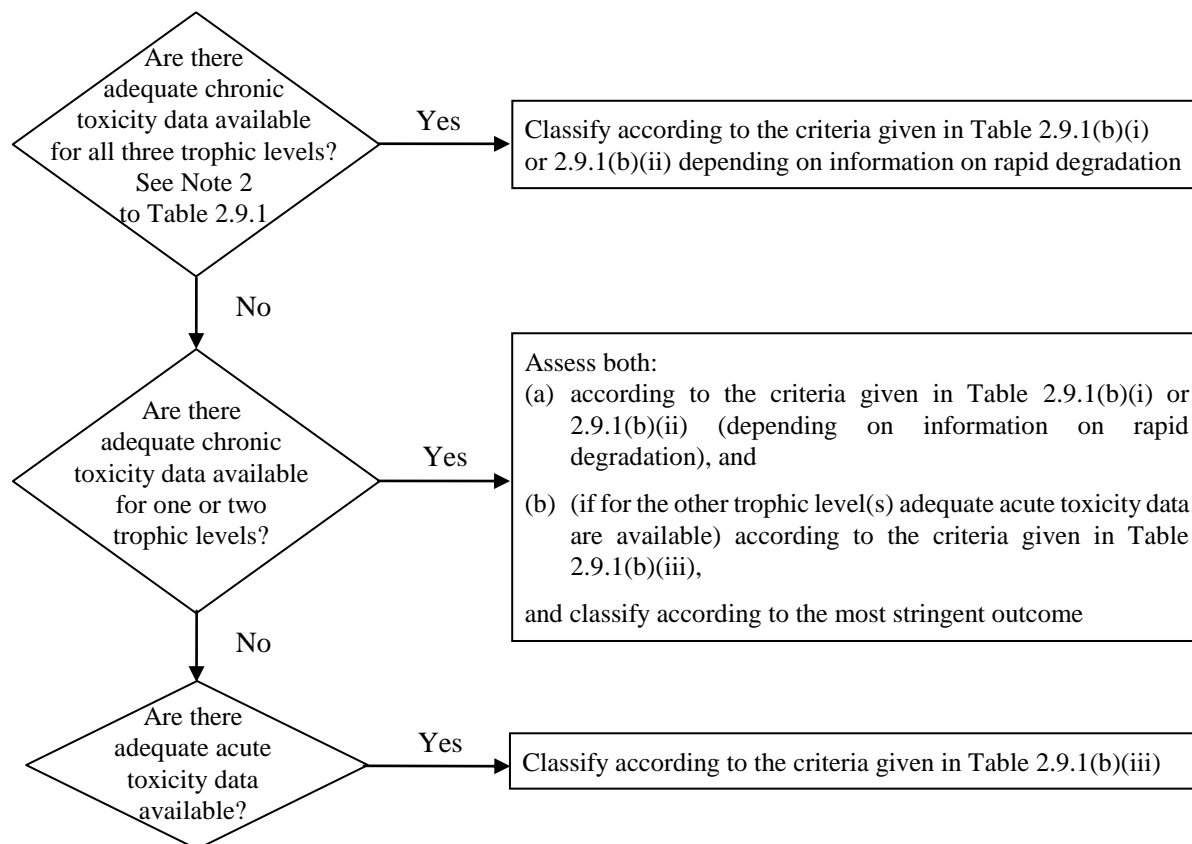 Are there
adequate chronic
toxicity data available
for all three trophic levels?
See Note 2
to Table 2.9.1
Yes
Classify according to the criteria given in Table 2.9.1(b)(i)
or 2.9.1(b)(ii) depending on information on rapid degradation
No
Are there
adequate chronic
toxicity data available
for one or two
trophic levels?
Yes
Assess both:
(a) according to the criteria given in Table 2.9.1(b)(i) or
2.9.1(b)(ii) (depending on information on rapid
degradation), and
(b) (if for the other trophic level(s) adequate acute toxicity data
are available) according to the criteria given in Table
2.9.1(b)(iii),
and classify according to the most stringent outcome
No
Are there
adequate acute
toxicity data
available?
Yes
Classify according to the criteria given in Table 2.9.1(b)(iii)